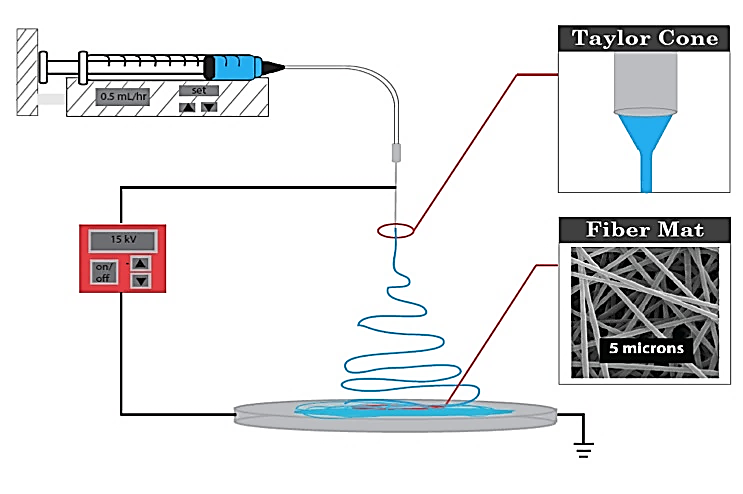 0.5 mL/hr
set
Taylor Cone
15 kV
on/
off
Fiber Mat
5 microns